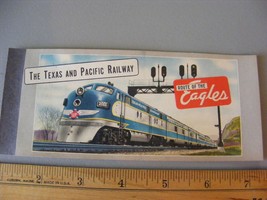 THE TEXAS AND PACIFIC RAILWAY
ROUTE OF THE
Eagles
1 2 3 4 5 6 7